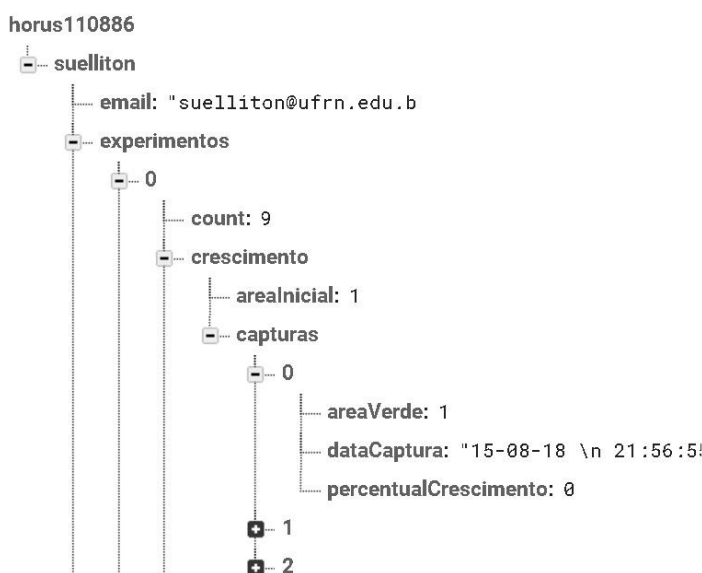 horus110886
suelliton
email: "suelliton@ufrn.edu.b
experimentos
0
count: 9
crescimento
areaInicial: 1
capturas
0
areaVerde: 1
dataCaptura: "15-08-18 \n 21:56:5
percentualCrescimento: 0
1
2